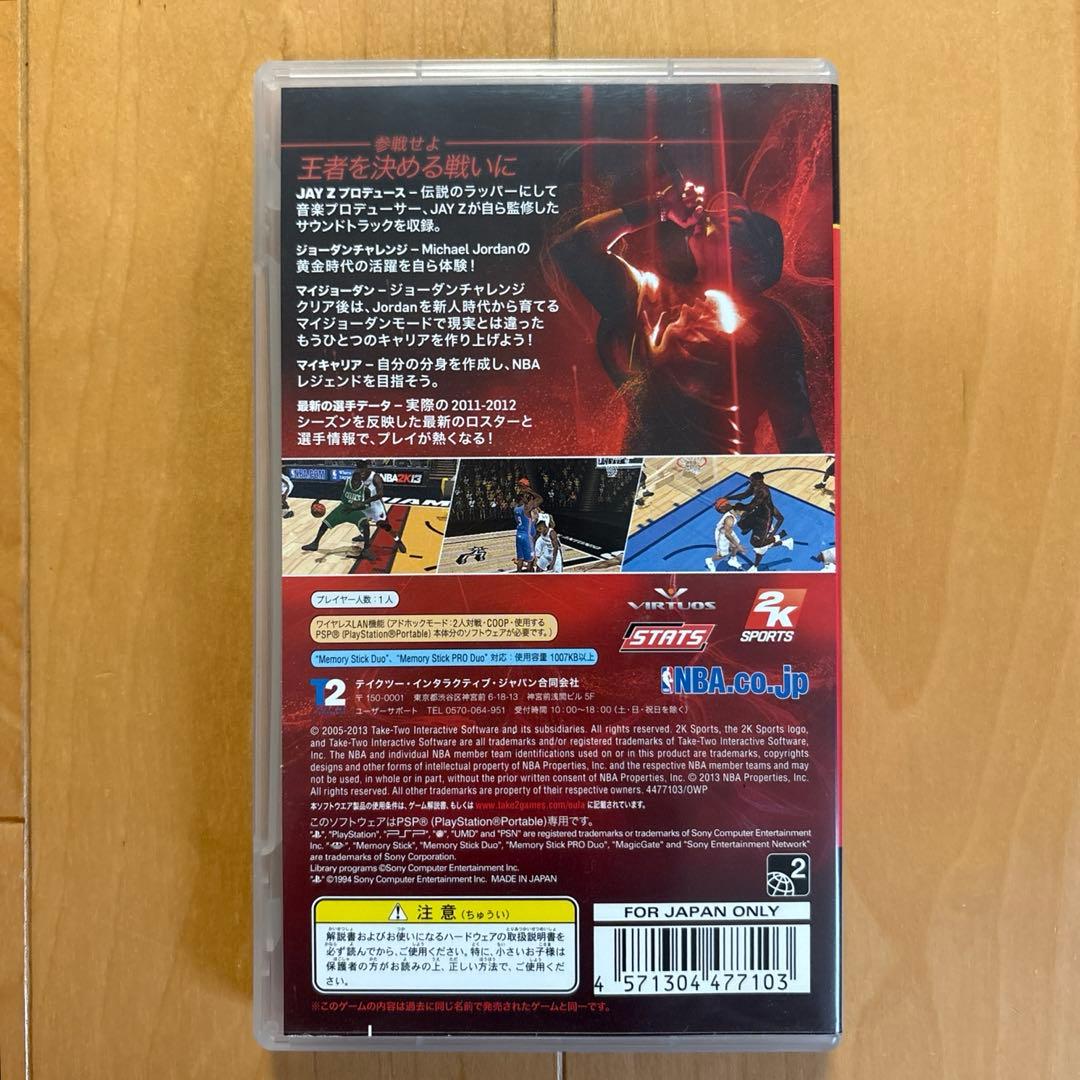 参戦せよ
王者を決める戦いに
JAY Z プロデュース – 伝説のラッパーにして
音楽プロデューサー、JAY Zが自ら監修した
サウンドトラックを収録。
ジョーダンチャレンジ – Michael Jordanの
黄金時代の活躍を自ら体験！
マイジョーダン – ジョーダンチャレンジ
クリア後は、Jordanを新人時代から育てる
マイジョーダンモードで現実とは違った
もうひとつのキャリアを作り上げよう！
マイキャリア – 自分の分身を作成し、NBA
レジェンドを目指そう。
最新の選手データ – 実際の2011-2012
シーズンを反映した最新のロスターと
選手情報で、プレイが熱くなる！
NBA.COM
NBA2K13
プレイヤー人数：1人
ワイヤレスLAN機能（アドホックモード：2人対戦・COOP・使用する
PSP®（PlayStation®Portable）本体分のソフトウェアが必要です。）
"Memory Stick Duo"、"Memory Stick PRO Duo" 対応：使用容量 1007KB以上
VIRTUOS
STATS
2K
SPORTS
NBA.co.jp
T2
テイクツー・インタラクティブ・ジャパン合同会社
〒150-0001 東京都渋谷区神宮前 6-18-13 神宮前浅間ビル 5F
ユーザーサポート TEL 0570-064-951 受付時間 10：00～18：00（土・日・祝日を除く）
© 2005-2013 Take-Two Interactive Software and its subsidiaries. All rights reserved. 2K Sports, the 2K Sports logo,
and Take-Two Interactive Software are all trademarks and/or registered trademarks of Take-Two Interactive Software,
Inc. The NBA and individual NBA member team identifications used on or in this product are trademarks, copyrights
designs and other forms of intellectual property of NBA Properties, Inc. and the respective NBA member teams and may
not be used, in whole or in part, without the prior written consent of NBA Properties, Inc. © 2013 NBA Properties, Inc.
All rights reserved. All other trademarks are property of their respective owners. 4477103/OWP
本ソフトウエア製品の使用条件は、ゲーム解説書、もしくは www.take2games.com/eula に記載されています。
このソフトウェアはPSP®（PlayStation®Portable）専用です。
" ", "PlayStation", "PSP", " ", "UMD" and "PSN" are registered trademarks or trademarks of Sony Computer Entertainment
Inc. " ", "Memory Stick", "Memory Stick Duo", "Memory Stick PRO Duo", "MagicGate" and "Sony Entertainment Network"
are trademarks of Sony Corporation.
Library programs ©Sony Computer Entertainment Inc.
" " ©1994 Sony Computer Entertainment Inc. MADE IN JAPAN
2
注意（ちゅうい）
解説書およびお使いになるハードウェアの取扱説明書を
必ず読んでから、ご使用ください。特に、小さいお子様は
保護者の方がお読みの上、正しい方法で、ご使用くだ
さい。
FOR JAPAN ONLY
4 571304 477103
※このゲームの内容は過去に同じ名前で発売されたゲームと同一です。